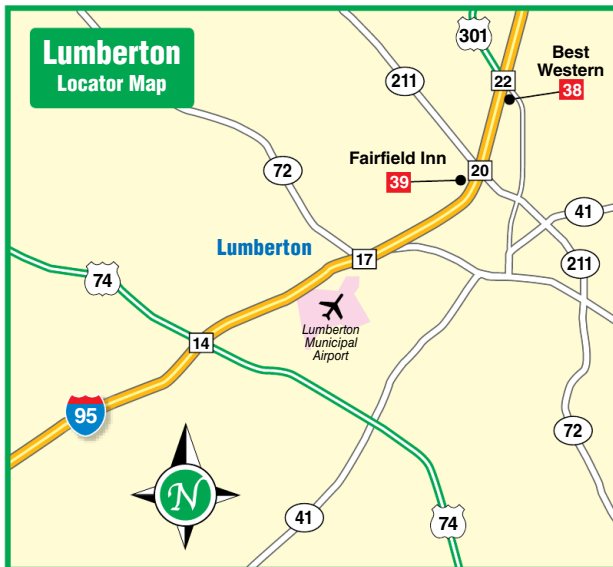 Lumberton
Locator Map
301
Best
Western
38
22
211
Fairfield Inn
39
20
72
41
Lumberton
17
211
74
Lumberton
Municipal
Airport
14
95
72
N
41
74